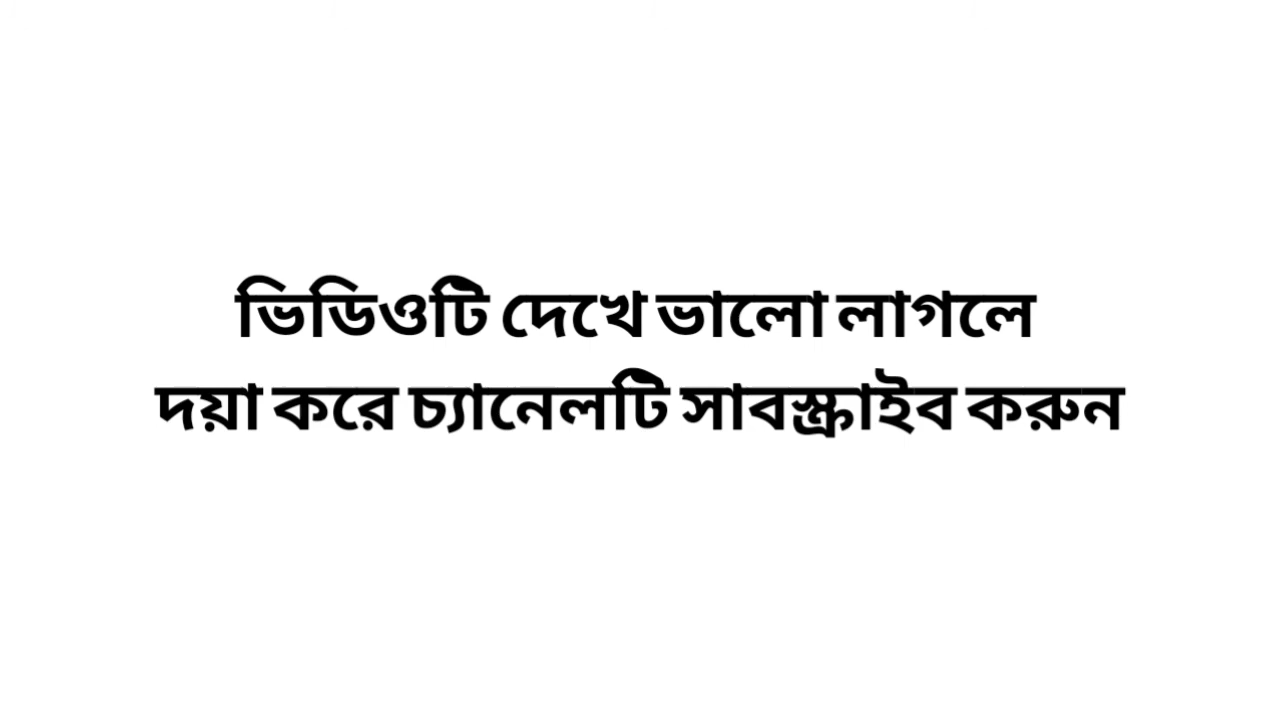 ভিডিওটি দেখে ভালো লাগলে
দয়া করে চ্যানেলটি সাবস্ক্রাইব করুন